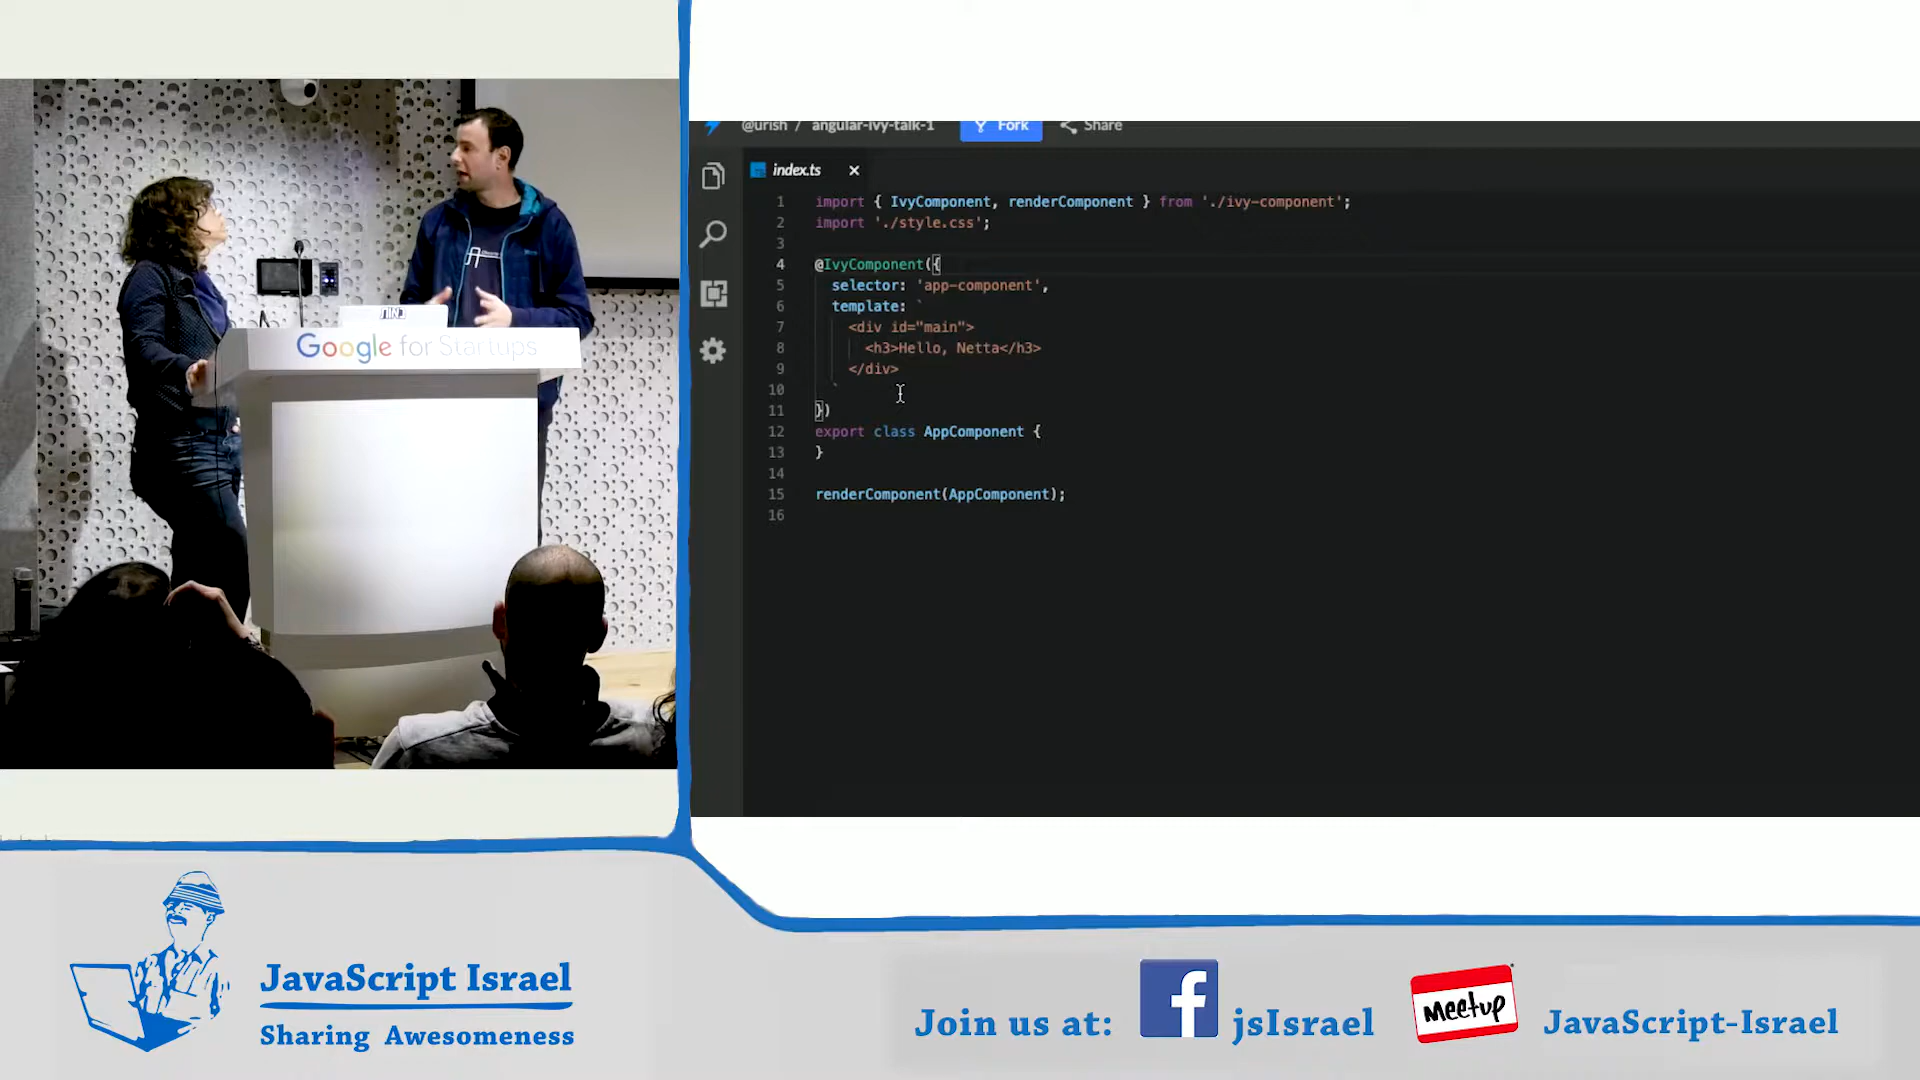 Google for Startups
@urish / angular-ivy-talk-1
Fork
Share
index.ts
1 import { IvyComponent, renderComponent } from './ivy-component';
2 import './style.css';
3
4 @IvyComponent({
5 selector: 'app-component',
6 template: `
7 <div id="main">
8 <h3>Hello, Netta</h3>
9 </div>
10 `
11 })
12 export class AppComponent {
13 }
14
15 renderComponent(AppComponent);
16
JavaScript Israel
Sharing Awesomeness
Join us at:
jsIsrael
Meetup
JavaScript-Israel